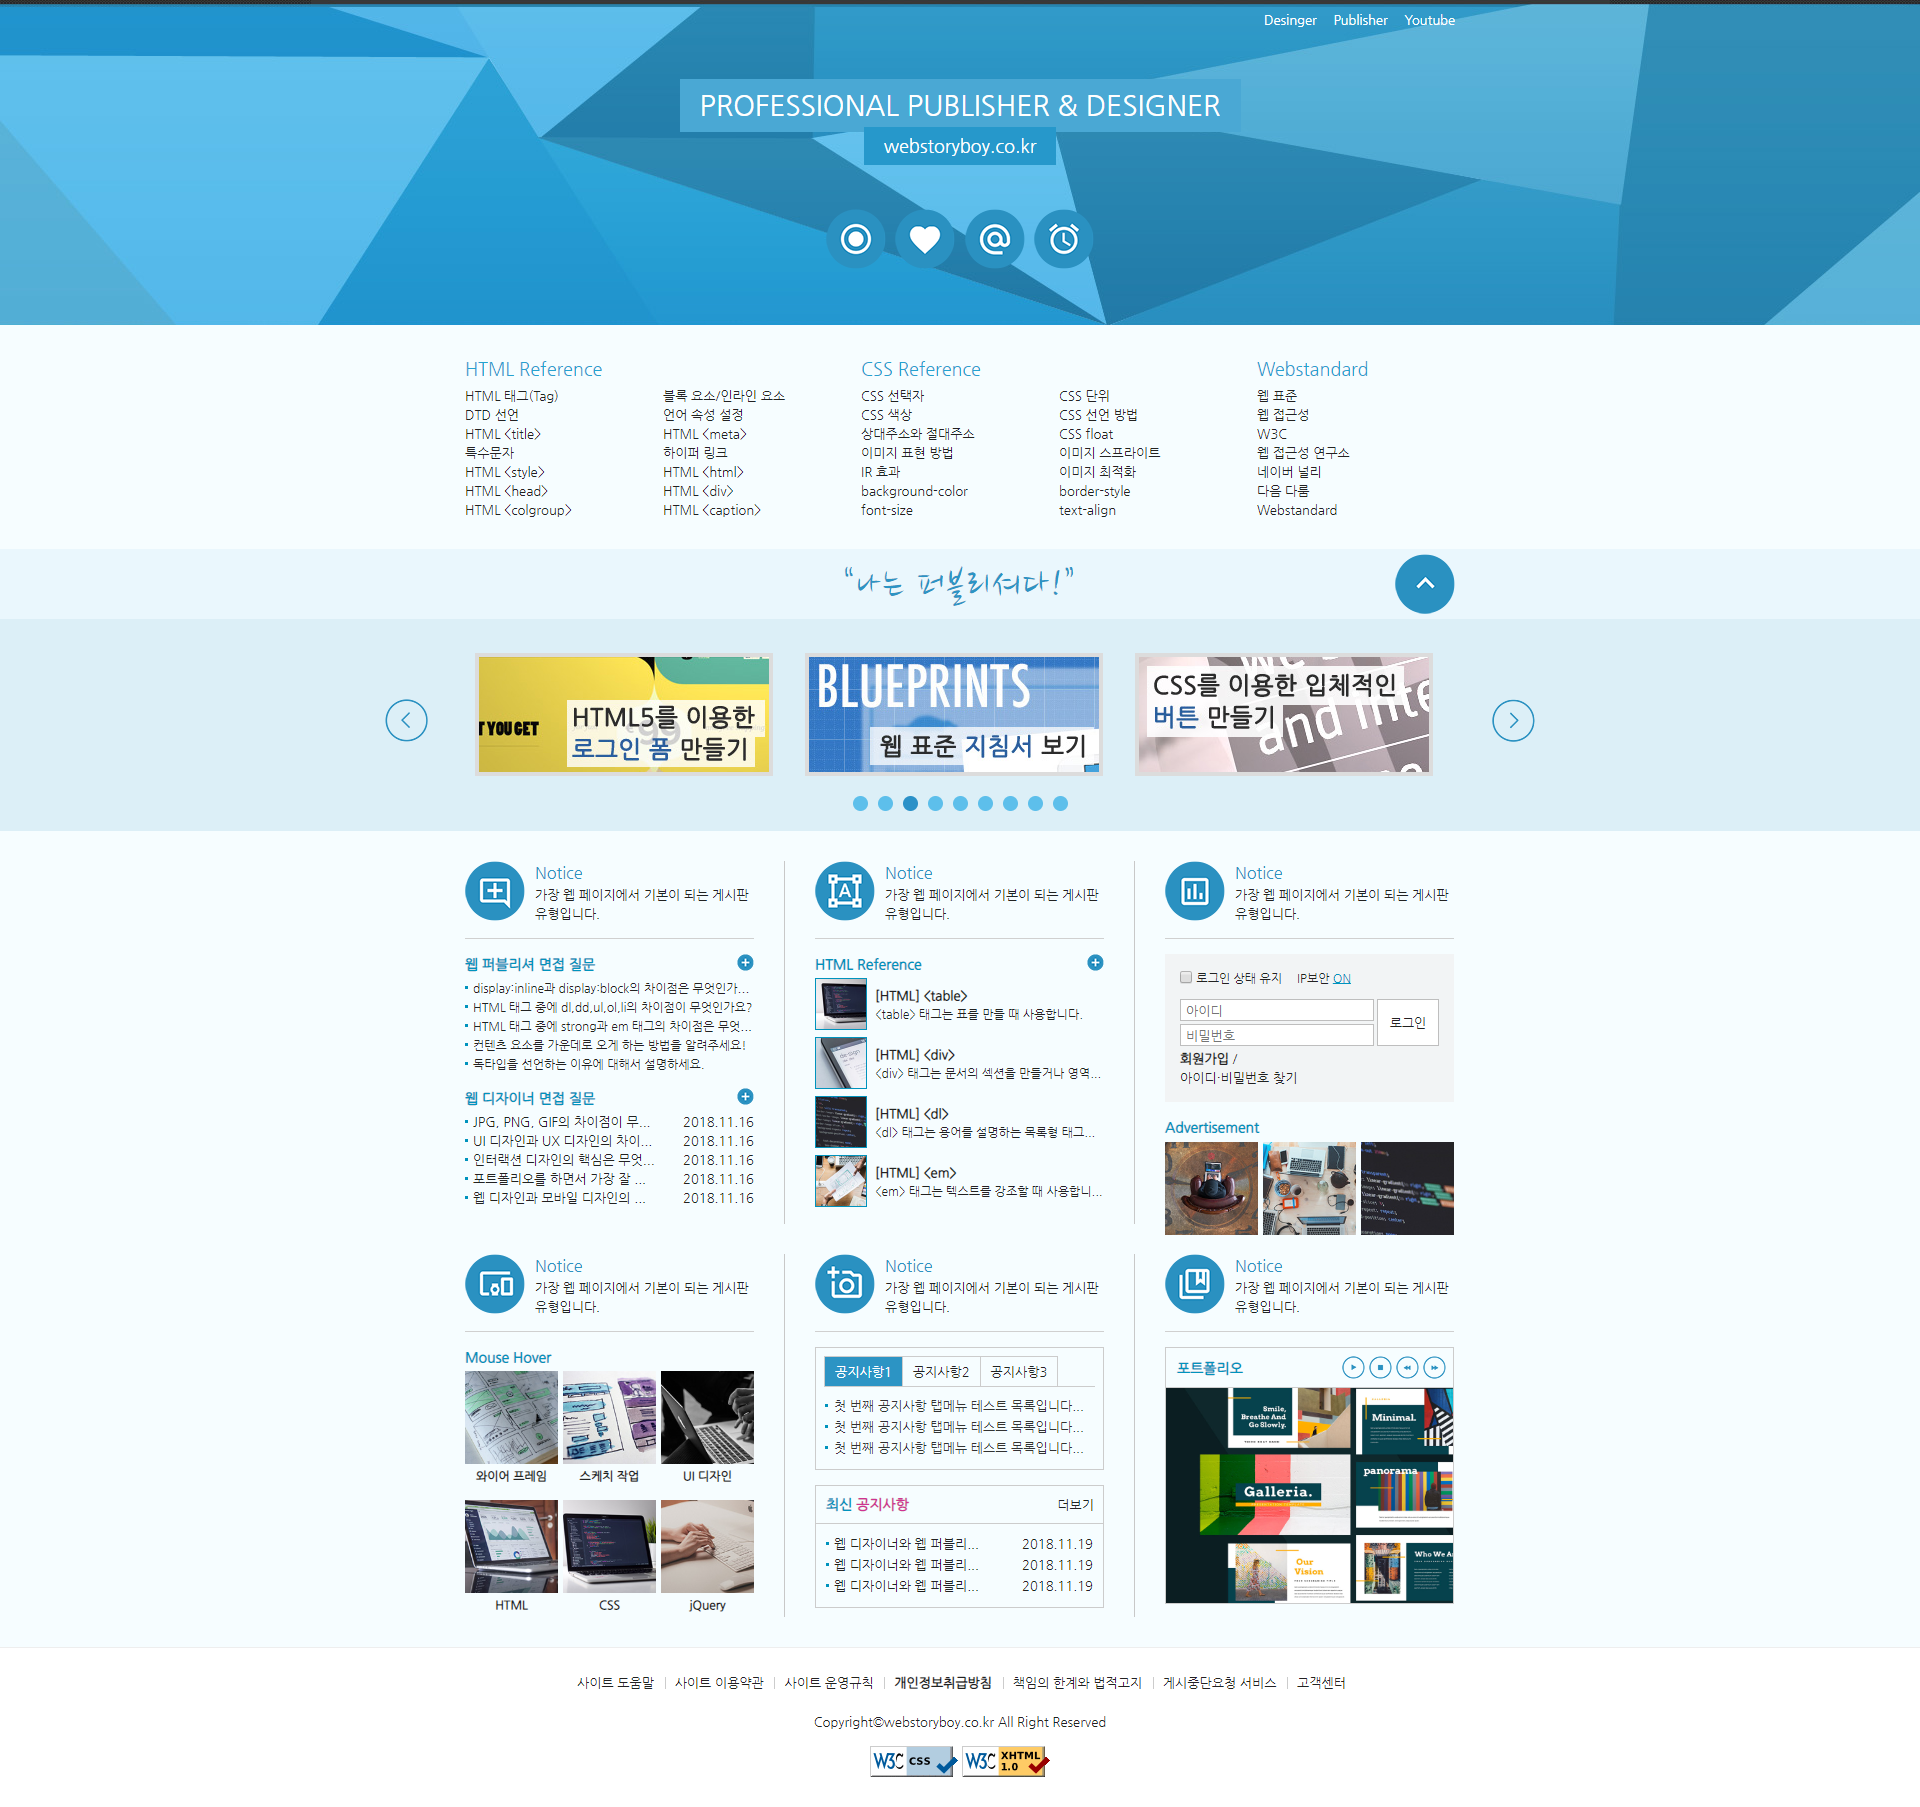 Desinger Publisher Youtube
PROFESSIONAL PUBLISHER & DESIGNER
webstoryboy.co.kr
HTML Reference
HTML 태그(Tag)
DTD 선언
HTML <title>
특수문자
HTML <style>
HTML <head>
HTML <colgroup>
블록 요소/인라인 요소
언어 속성 설정
HTML <meta>
하이퍼 링크
HTML <html>
HTML <div>
HTML <caption>
CSS Reference
CSS 선택자
CSS 색상
상대주소와 절대주소
이미지 표현 방법
IR 효과
background-color
font-size
CSS 단위
CSS 선언 방법
CSS float
이미지 스프라이트
이미지 최적화
border-style
text-align
Webstandard
웹 표준
웹 접근성
W3C
웹 접근성 연구소
네이버 널리
다음 다룸
Webstandard
“나는 퍼블리셔다!”
T YOU GET
HTML5를 이용한
로그인 폼 만들기
BLUEPRINTS
웹 표준 지침서 보기
CSS를 이용한 입체적인
버튼 만들기
and inte
Notice
가장 웹 페이지에서 기본이 되는 게시판
유형입니다.
웹 퍼블리셔 면접 질문
display:inline과 display:block의 차이점은 무엇인가...
HTML 태그 중에 dl,dd,ul,ol,li의 차이점이 무엇인가요?
HTML 태그 중에 strong과 em 태그의 차이점은 무엇...
컨텐츠 요소를 가운데로 오게 하는 방법을 알려주세요!
독타입을 선언하는 이유에 대해서 설명하세요.
웹 디자이너 면접 질문
JPG, PNG, GIF의 차이점이 무... 2018.11.16
UI 디자인과 UX 디자인의 차이... 2018.11.16
인터랙션 디자인의 핵심은 무엇... 2018.11.16
포트폴리오를 하면서 가장 잘 ... 2018.11.16
웹 디자인과 모바일 디자인의 ... 2018.11.16
Notice
가장 웹 페이지에서 기본이 되는 게시판
유형입니다.
HTML Reference
[HTML] <table>
<table> 태그는 표를 만들 때 사용합니다.
[HTML] <div>
<div> 태그는 문서의 섹션을 만들거나 영역...
[HTML] <dl>
<dl> 태그는 용어를 설명하는 목록형 태그...
[HTML] <em>
<em> 태그는 텍스트를 강조할 때 사용합니...
Notice
가장 웹 페이지에서 기본이 되는 게시판
유형입니다.
로그인 상태 유지 IP보안 ON
아이디
비밀번호
로그인
회원가입 /
아이디·비밀번호 찾기
Advertisement
Notice
가장 웹 페이지에서 기본이 되는 게시판
유형입니다.
Mouse Hover
와이어 프레임 스케치 작업 UI 디자인
HTML CSS jQuery
Notice
가장 웹 페이지에서 기본이 되는 게시판
유형입니다.
공지사항1 공지사항2 공지사항3
첫 번째 공지사항 탭메뉴 테스트 목록입니다...
첫 번째 공지사항 탭메뉴 테스트 목록입니다...
첫 번째 공지사항 탭메뉴 테스트 목록입니다...
최신 공지사항 더보기
웹 디자이너와 웹 퍼블리... 2018.11.19
웹 디자이너와 웹 퍼블리... 2018.11.19
웹 디자이너와 웹 퍼블리... 2018.11.19
Notice
가장 웹 페이지에서 기본이 되는 게시판
유형입니다.
포트폴리오
Smile,
Breathe And
Go Slowly.
Minimal.
Galleria.
panorama
Our
Vision
Who We Ar
사이트 도움말 사이트 이용약관 사이트 운영규칙 개인정보취급방침 책임의 한계와 법적고지 게시중단요청 서비스 고객센터
Copyright©webstoryboy.co.kr All Right Reserved
W3C CSS
W3C XHTML 1.0